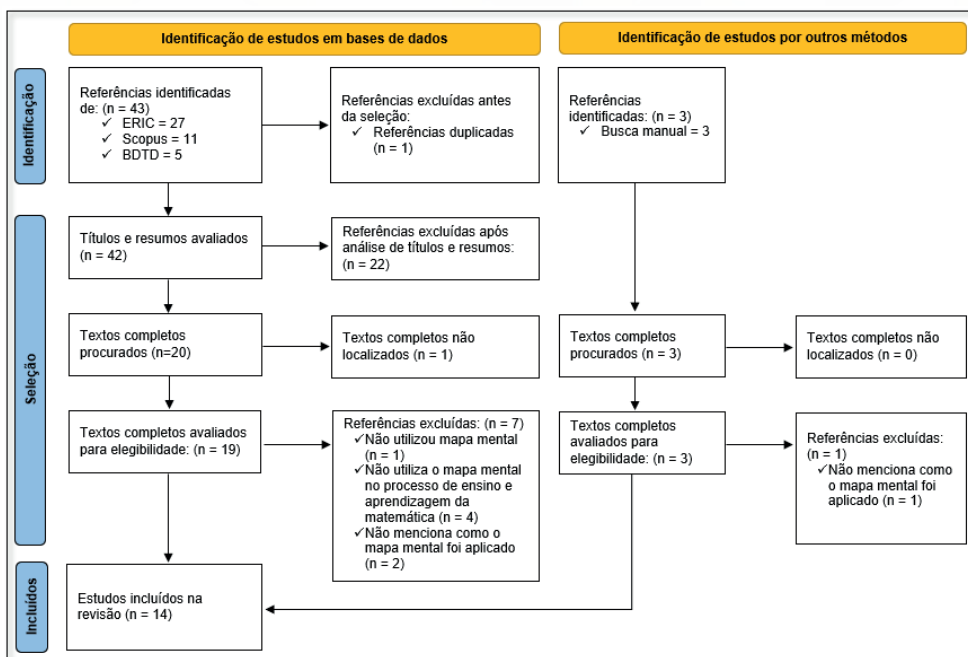 Identificação de estudos em bases de dados
Identificação de estudos por outros métodos
Identificação
Referências identificadas
de: (n = 43)
✓ ERIC = 27
✓ Scopus = 11
✓ BDTD = 5
Referências excluídas antes
da seleção:
✓ Referências duplicadas
(n = 1)
Referências
identificadas: (n = 3)
✓ Busca manual = 3
Seleção
Títulos e resumos avaliados
(n = 42)
Referências excluídas após
análise de títulos e resumos:
(n = 22)
Textos completos
procurados (n=20)
Textos completos não
localizados (n = 1)
Textos completos
procurados (n = 3)
Textos completos não
localizados (n = 0)
Textos completos avaliados
para elegibilidade: (n = 19)
Referências excluídas: (n = 7)
✓Não utilizou mapa mental
(n = 1)
✓Não utiliza o mapa mental
no processo de ensino e
aprendizagem da
matemática (n = 4)
✓Não menciona como o
mapa mental foi aplicado
(n = 2)
Textos completos
avaliados para
elegibilidade: (n = 3)
Referências excluídas:
(n = 1)
✓Não menciona como
o mapa mental foi
aplicado (n = 1)
Incluídos
Estudos incluídos na
revisão (n = 14)